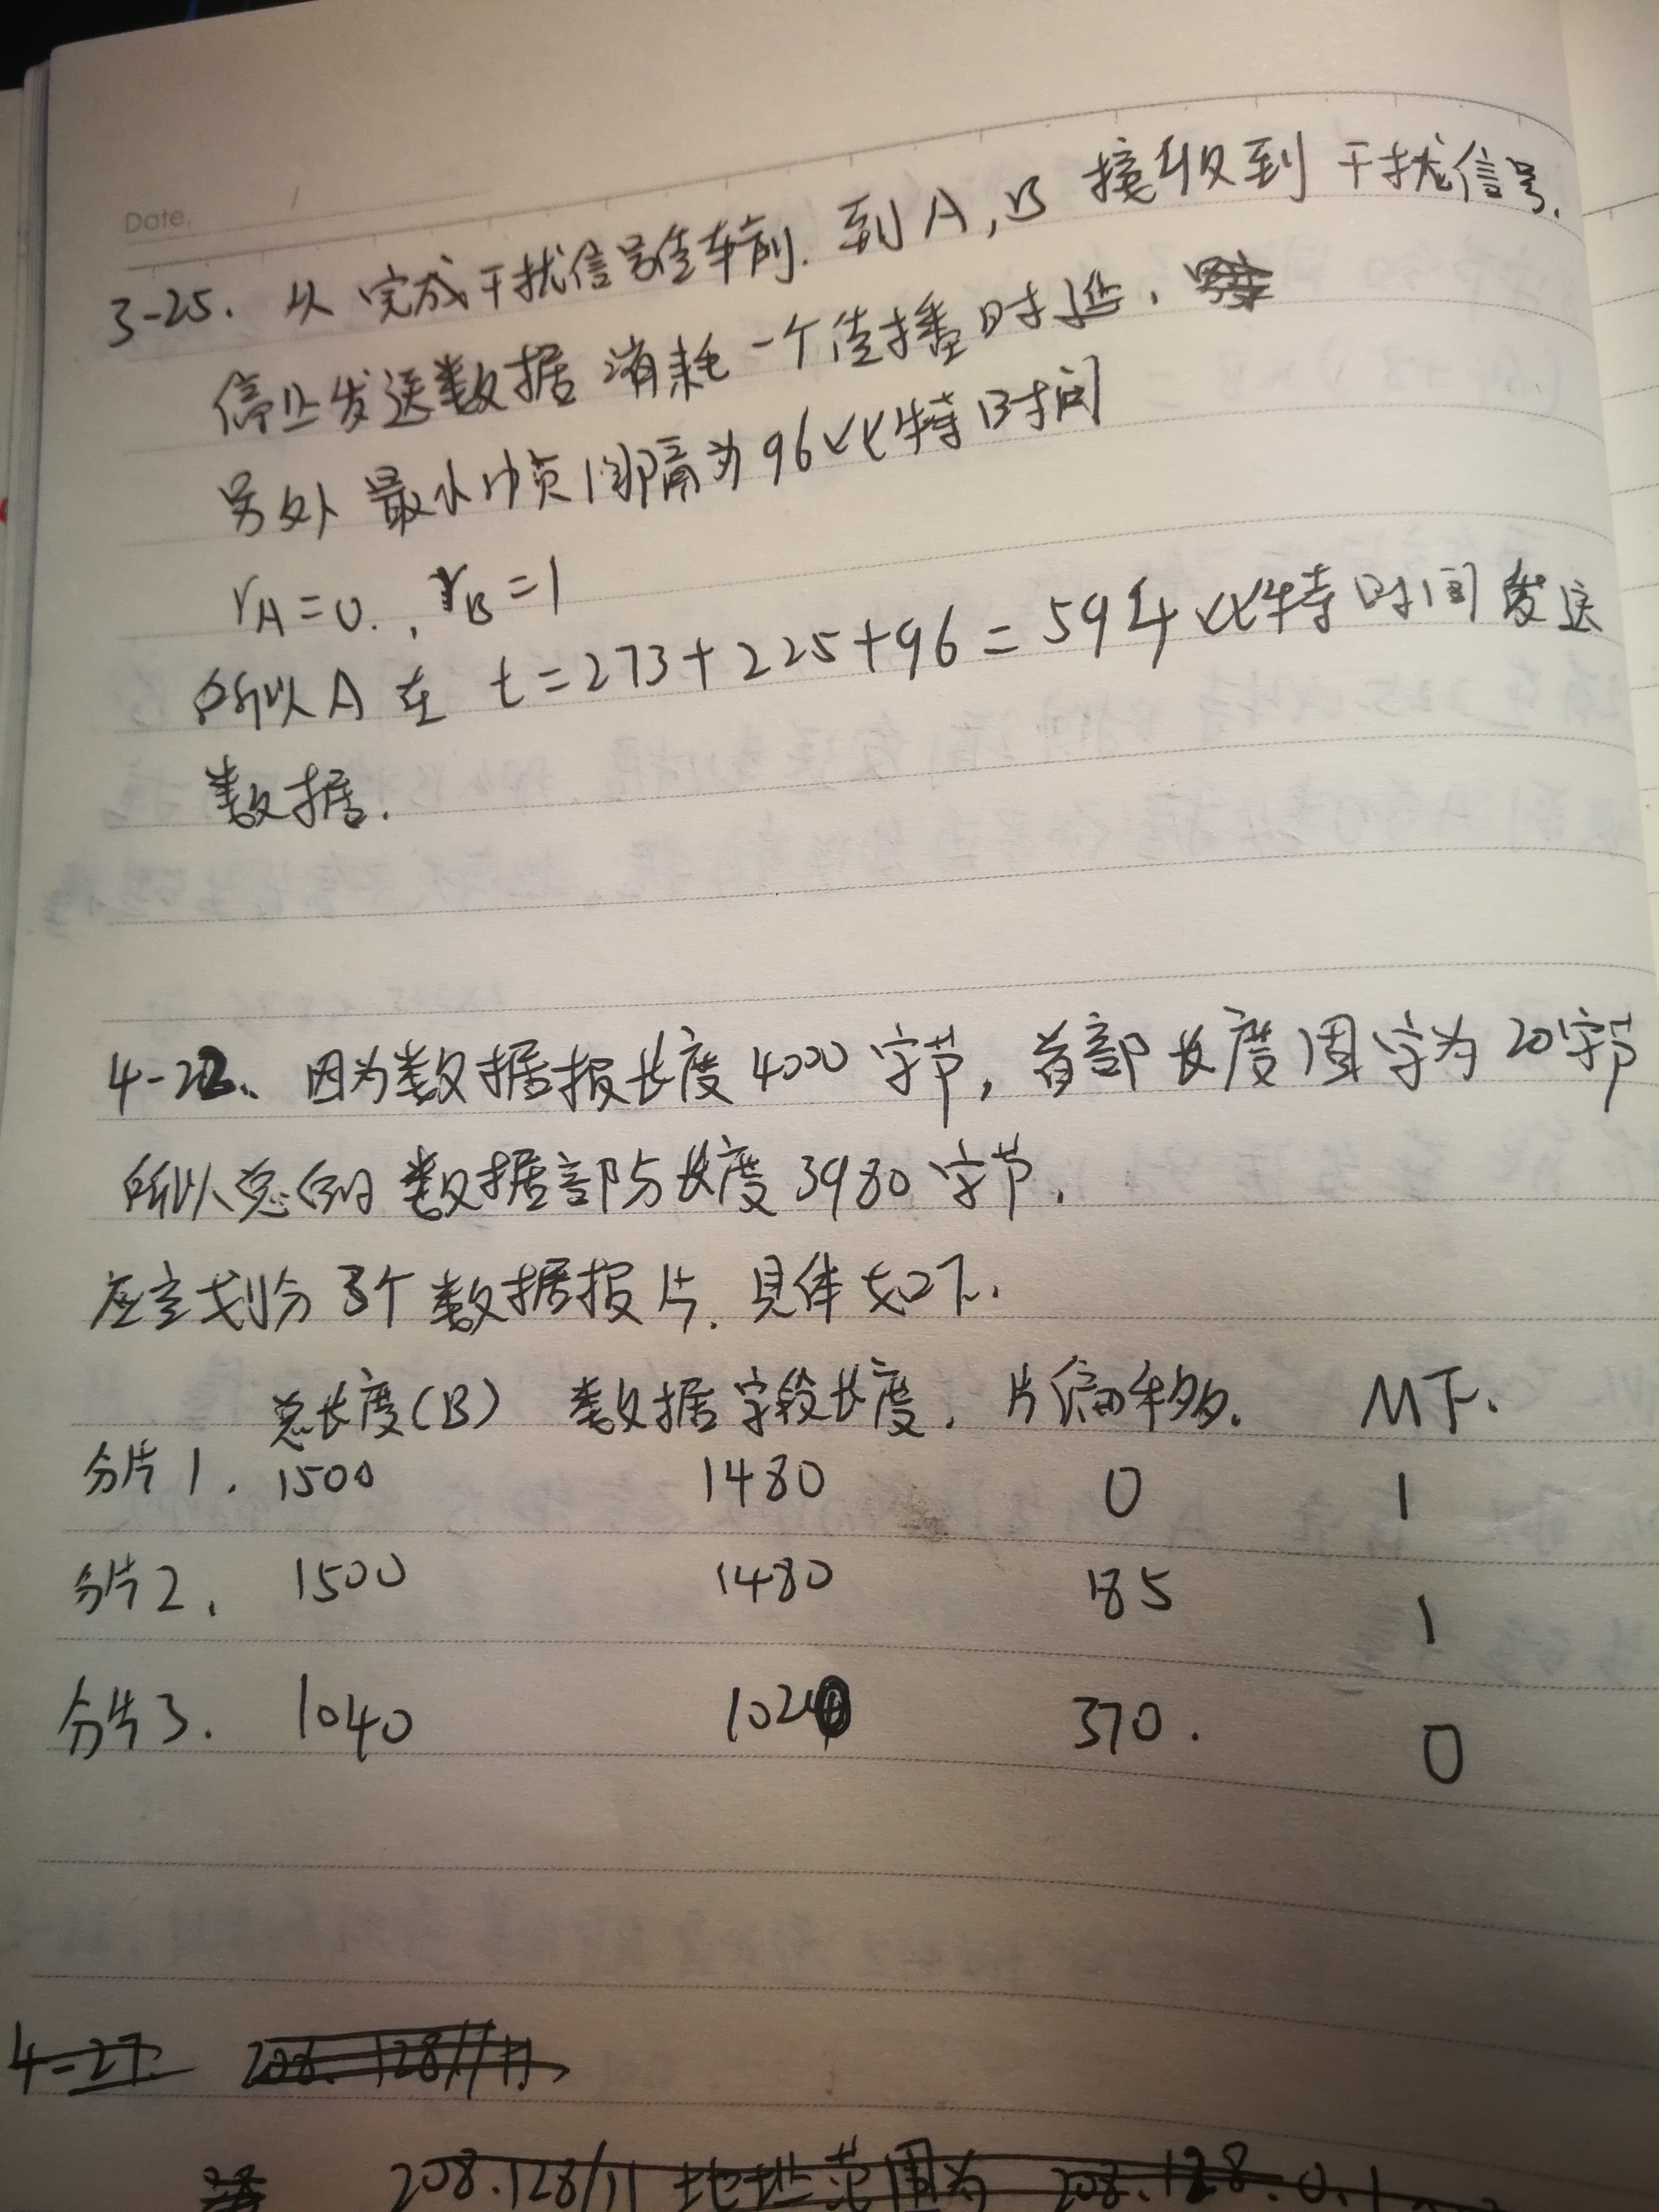 Date.
3-25. 从完成干扰信号传输. 到A,B 接收到干扰信号.
停止发送数据 消耗一个传播时延.
另外 最小帧间隔为 96 比特时间
rA=0., rB=1
所以A在 t=273+225+96=594 比特时间 发送
数据.
4-22、因为数据报长度4000字节, 首部长度固字为20字节
所以总的数据部分长度3980字节.
应当划分3个数据报片. 具体如下.
总长度(B) 数据字段长度. 片偏移. MF.
分片1. 1500 1480 0 1
分片2. 1500 1480 185 1
分片3. 1040 1020 370. 0
4-27. 208.128/11.
208.128/11 地址范围为 208.128.0.1